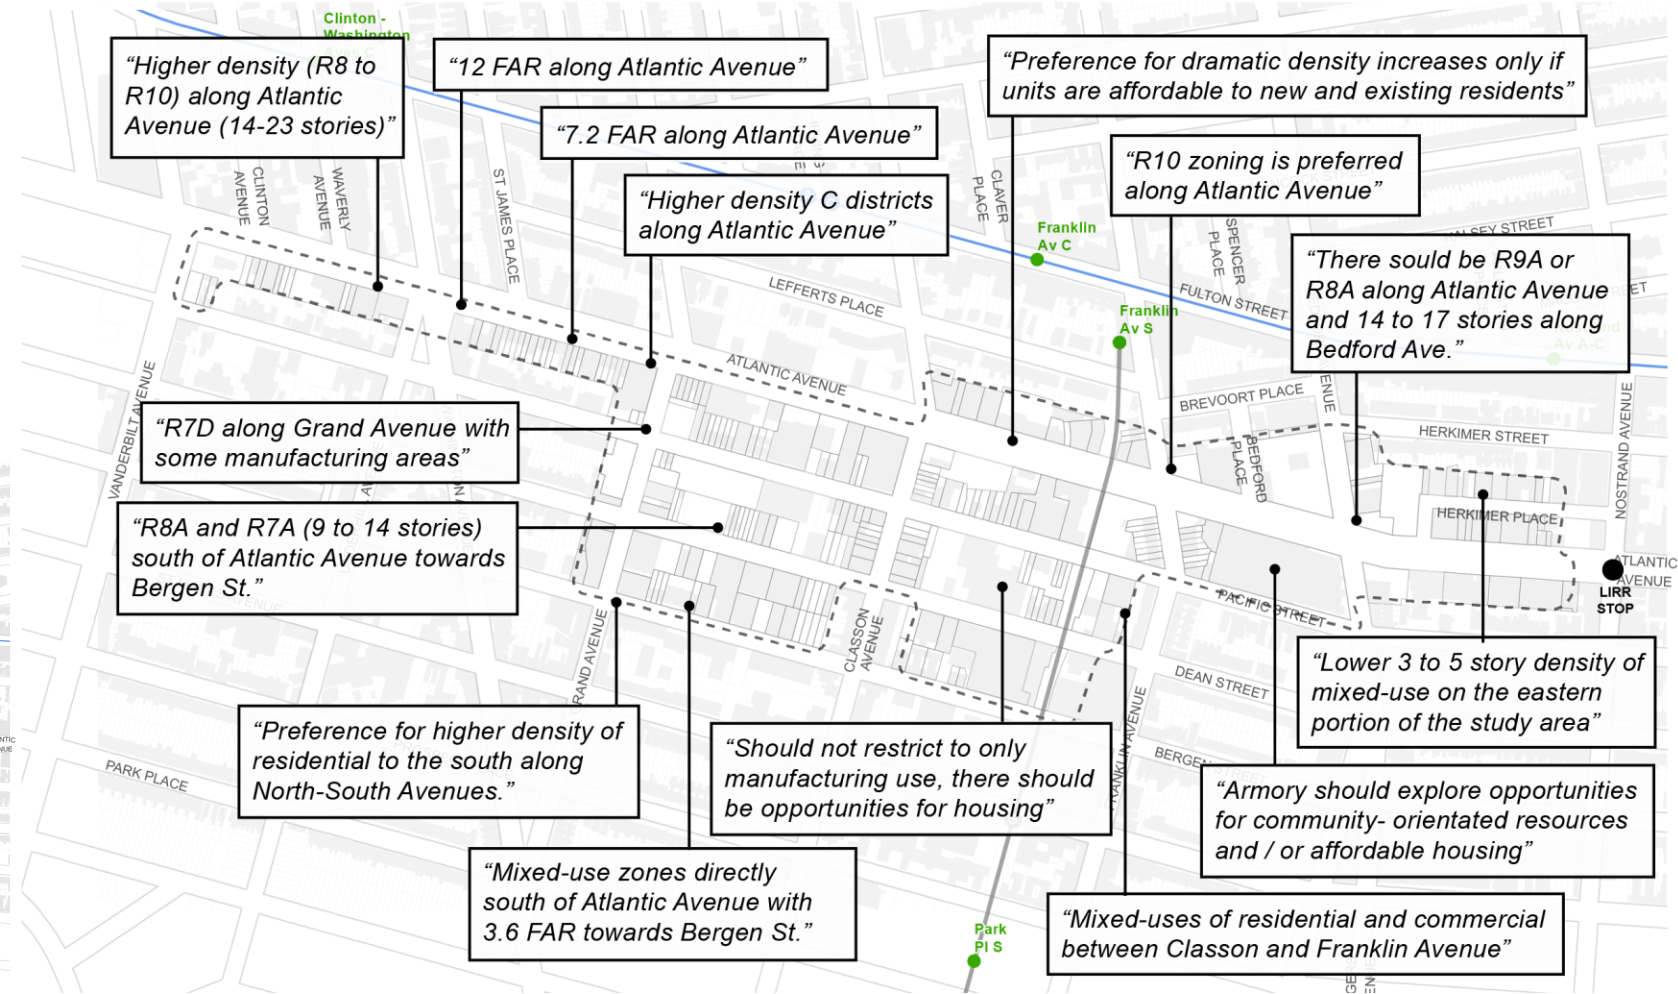 Clinton -
Washington
Aves C
“Higher density (R8 to
R10) along Atlantic
Avenue (14-23 stories)”
“12 FAR along Atlantic Avenue”
“7.2 FAR along Atlantic Avenue”
“Higher density C districts
along Atlantic Avenue”
“Preference for dramatic density increases only if
units are affordable to new and existing residents”
“R10 zoning is preferred
along Atlantic Avenue”
“There sould be R9A or
R8A along Atlantic Avenue
and 14 to 17 stories along
Bedford Ave.”
CLINTON
AVENUE
WAVERLY
AVENUE
ST JAMES PLACE
CLAVER
PLACE
SPENCER
PLACE
STREET
Franklin
Av C
Franklin
Av S
Av A-C
LEFFERTS PLACE
FULTON STREET
ATLANTIC AVENUE
BREVOORT PLACE
AVENUE
BEDFORD
PLACE
HERKIMER STREET
HERKIMER PLACE
NOSTRAND AVENUE
VANDERBILT AVENUE
ATLANTIC
AVENUE
LIRR
STOP
“R7D along Grand Avenue with
some manufacturing areas”
“R8A and R7A (9 to 14 stories)
south of Atlantic Avenue towards
Bergen St.”
AVENUE
PACIFIC STREET
CLASSON
AVENUE
DEAN STREET
FRANKLIN AVENUE
BERGEN STREET
PARK PLACE
“Preference for higher density of
residential to the south along
North-South Avenues.”
“Should not restrict to only
manufacturing use, there should
be opportunities for housing”
“Lower 3 to 5 story density of
mixed-use on the eastern
portion of the study area”
“Armory should explore opportunities
for community- orientated resources
and / or affordable housing”
“Mixed-use zones directly
south of Atlantic Avenue with
3.6 FAR towards Bergen St.”
“Mixed-uses of residential and commercial
between Classon and Franklin Avenue”
Park
Pl S